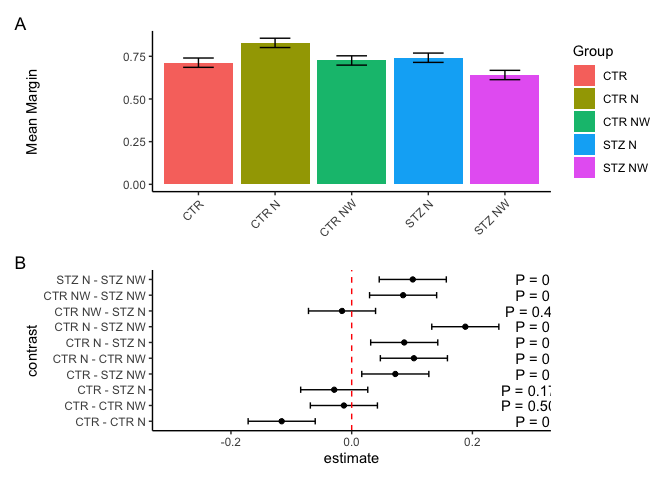 A
Mean Margin
0.75
0.50
0.25
0.00
CTR
CTR N
CTR NW
STZ N
STZ NW
Group
CTR
CTR N
CTR NW
STZ N
STZ NW
B
contrast
STZ N - STZ NW
P = 0
CTR NW - STZ NW
P = 0
CTR NW - STZ N
P = 0.4
CTR N - STZ NW
P = 0
CTR N - STZ N
P = 0
CTR N - CTR NW
P = 0
CTR - STZ NW
P = 0
CTR - STZ N
P = 0.17
CTR - CTR NW
P = 0.50
CTR - CTR N
P = 0
-0.2
0.0
0.2
estimate